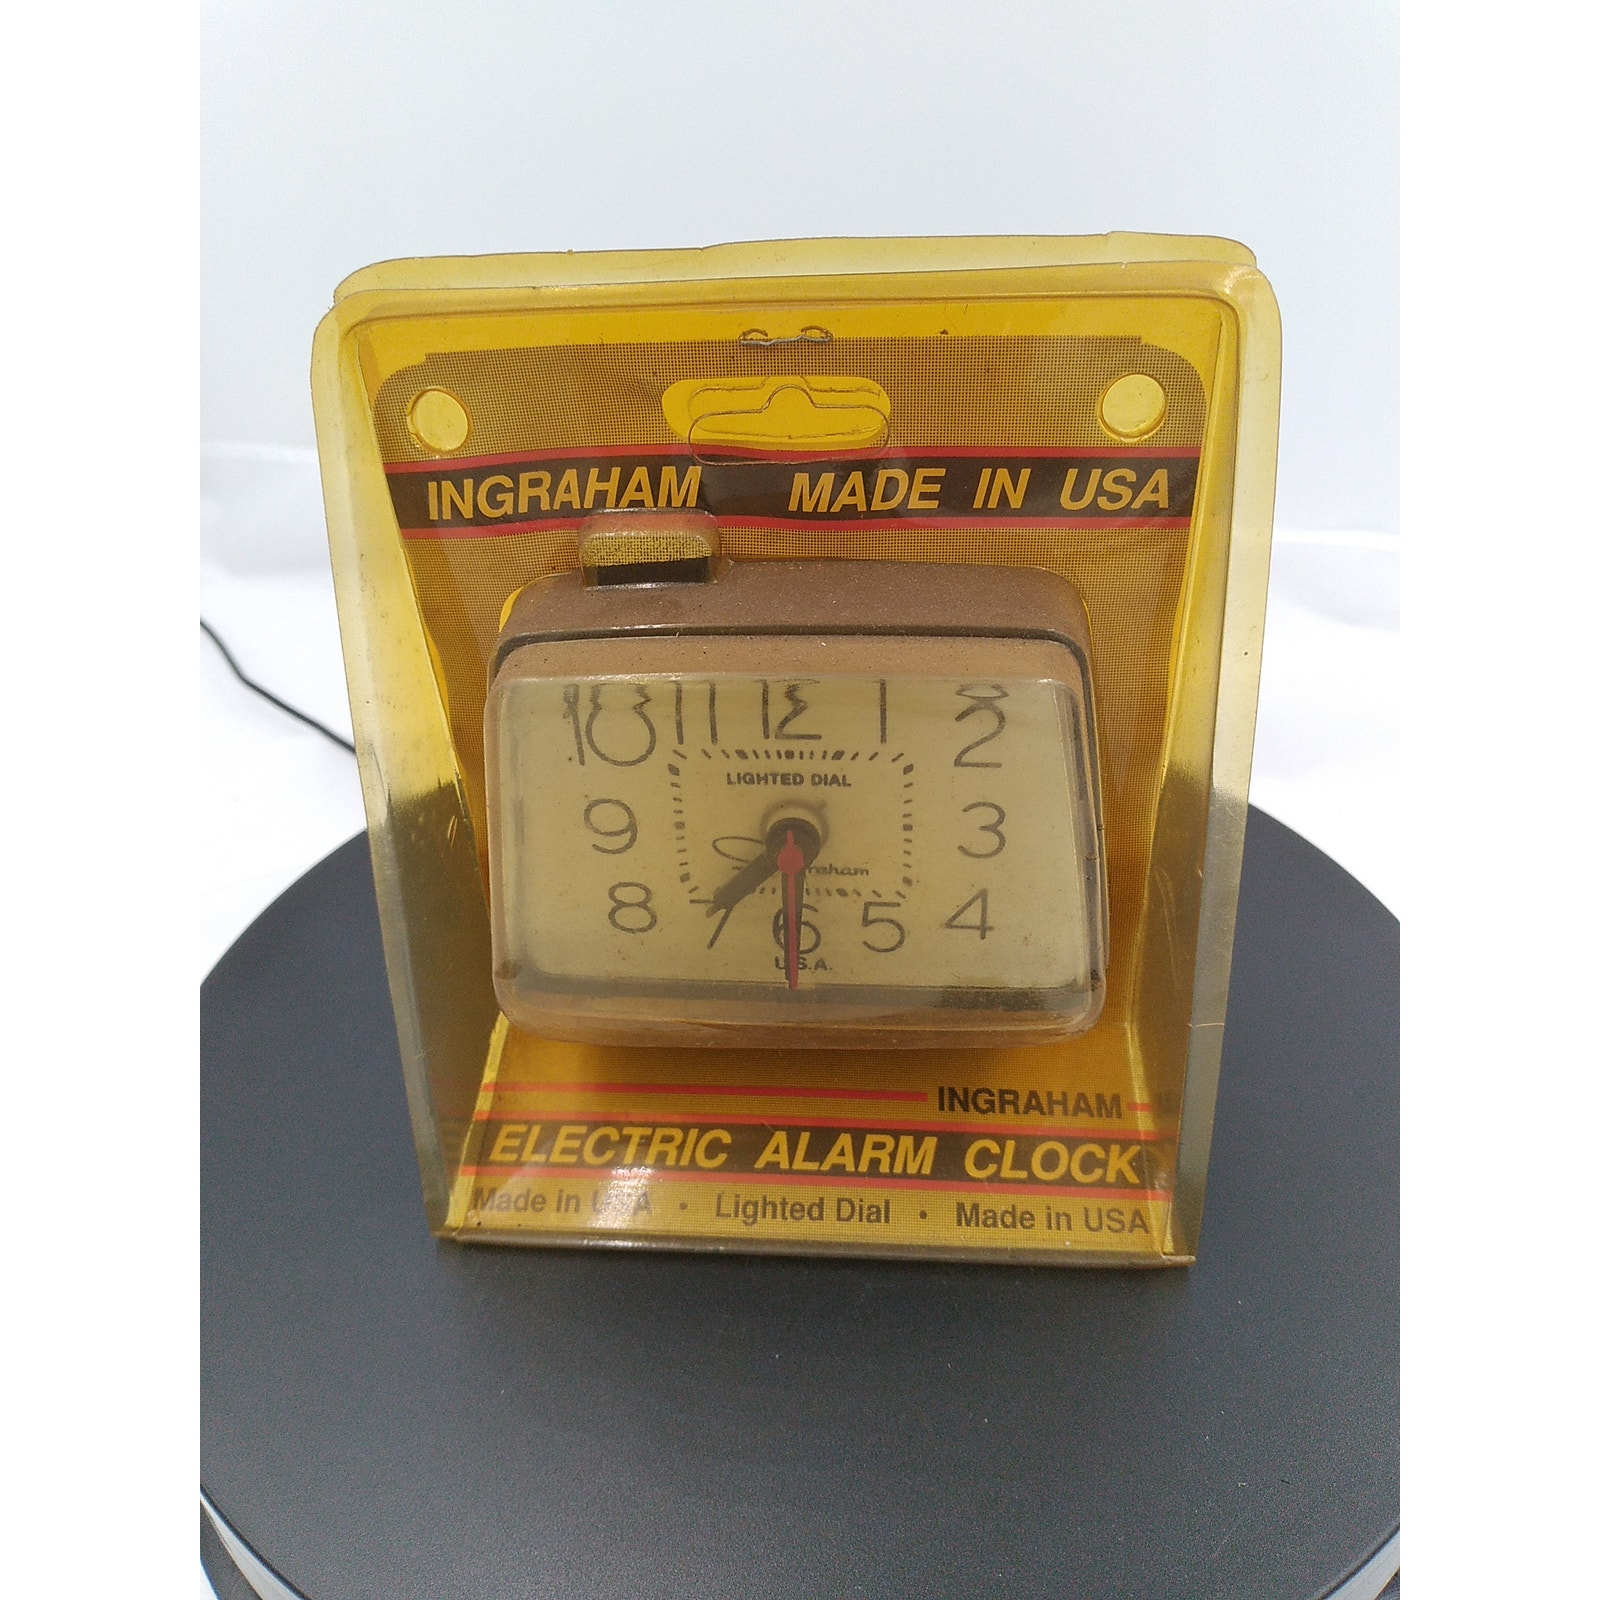 INGRAHAM MADE IN USA
10 11 12 1 2
LIGHTED DIAL
9 3
8 7 6 5 4
U.S.A.
INGRAHAM
ELECTRIC ALARM CLOCK
Made in USA • Lighted Dial • Made in USA